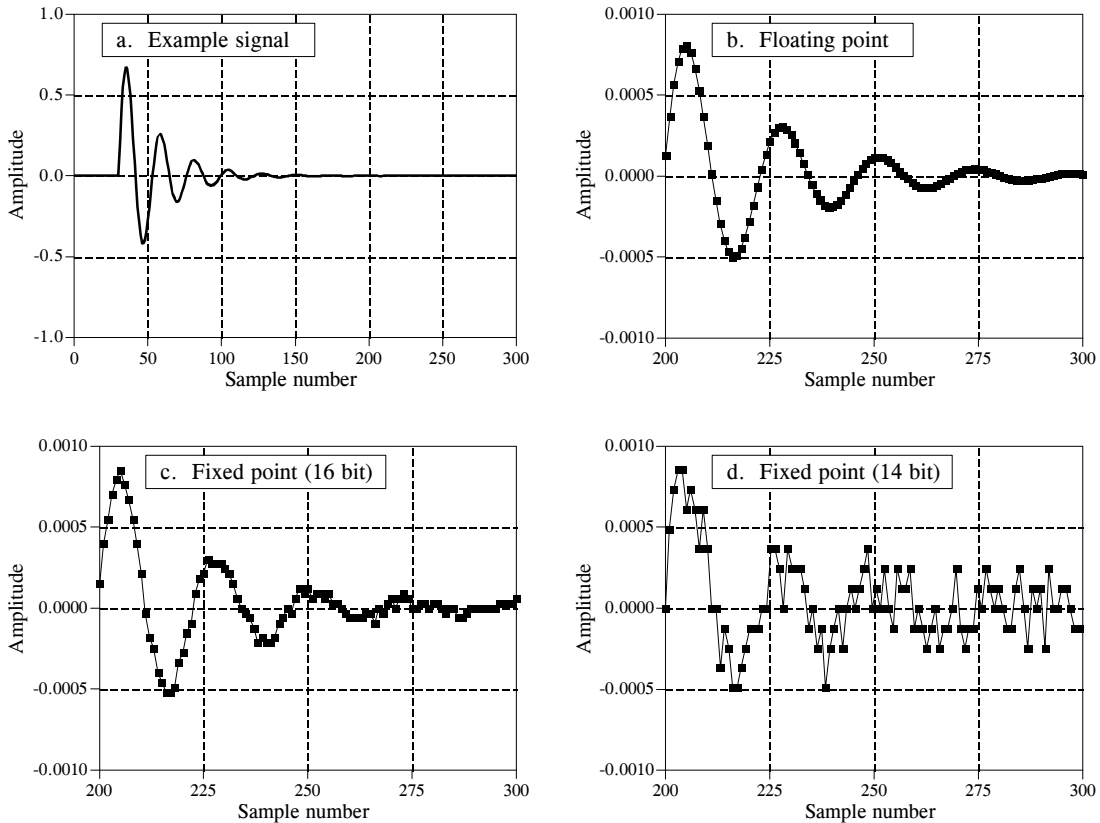 a. Example signal
1.0
0.5
0.0
-0.5
-1.0
Amplitude
0 50 100 150 200 250 300
Sample number
b. Floating point
0.0010
0.0005
0.0000
-0.0005
-0.0010
Amplitude
200 225 250 275 300
Sample number
c. Fixed point (16 bit)
0.0010
0.0005
0.0000
-0.0005
-0.0010
Amplitude
200 225 250 275 300
Sample number
d. Fixed point (14 bit)
0.0010
0.0005
0.0000
-0.0005
-0.0010
Amplitude
200 225 250 275 300
Sample number